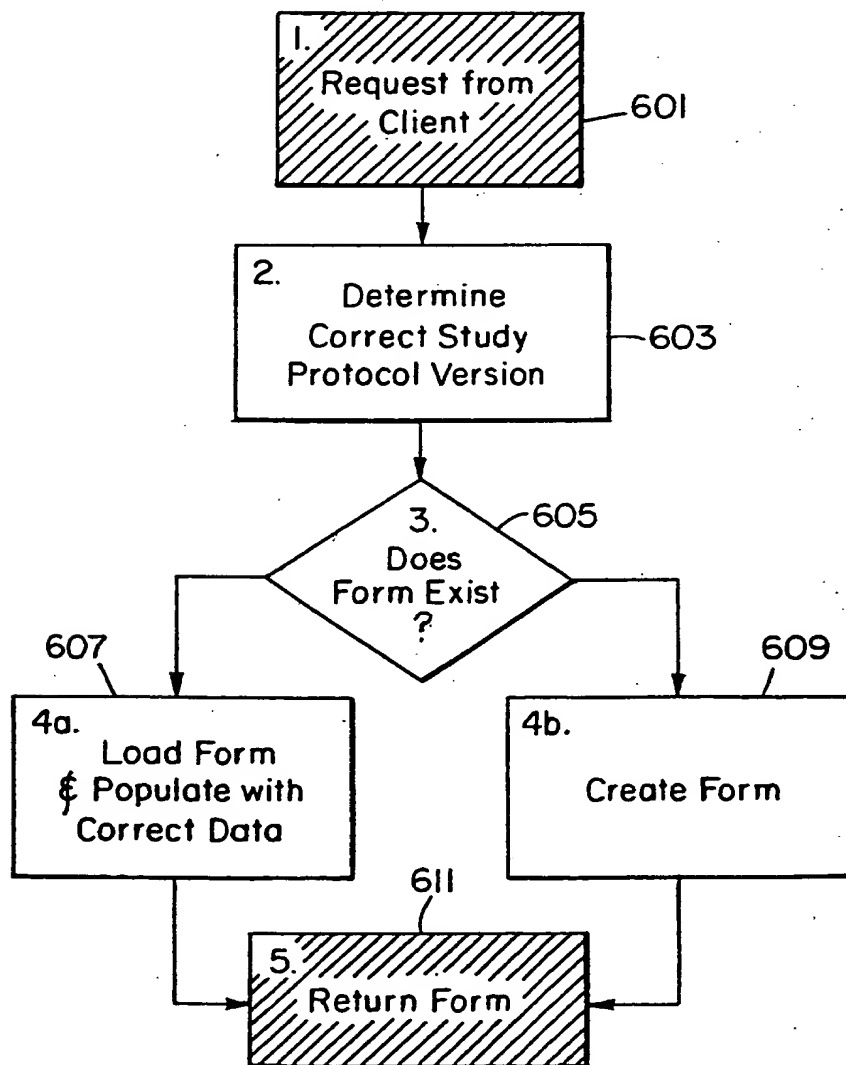 1.
Request from
Client
601
2.
Determine
Correct Study
Protocol Version
603
3.
Does
Form Exist
?
605
607
4a.
Load Form
& Populate with
Correct Data
609
4b.
Create Form
611
5.
Return Form